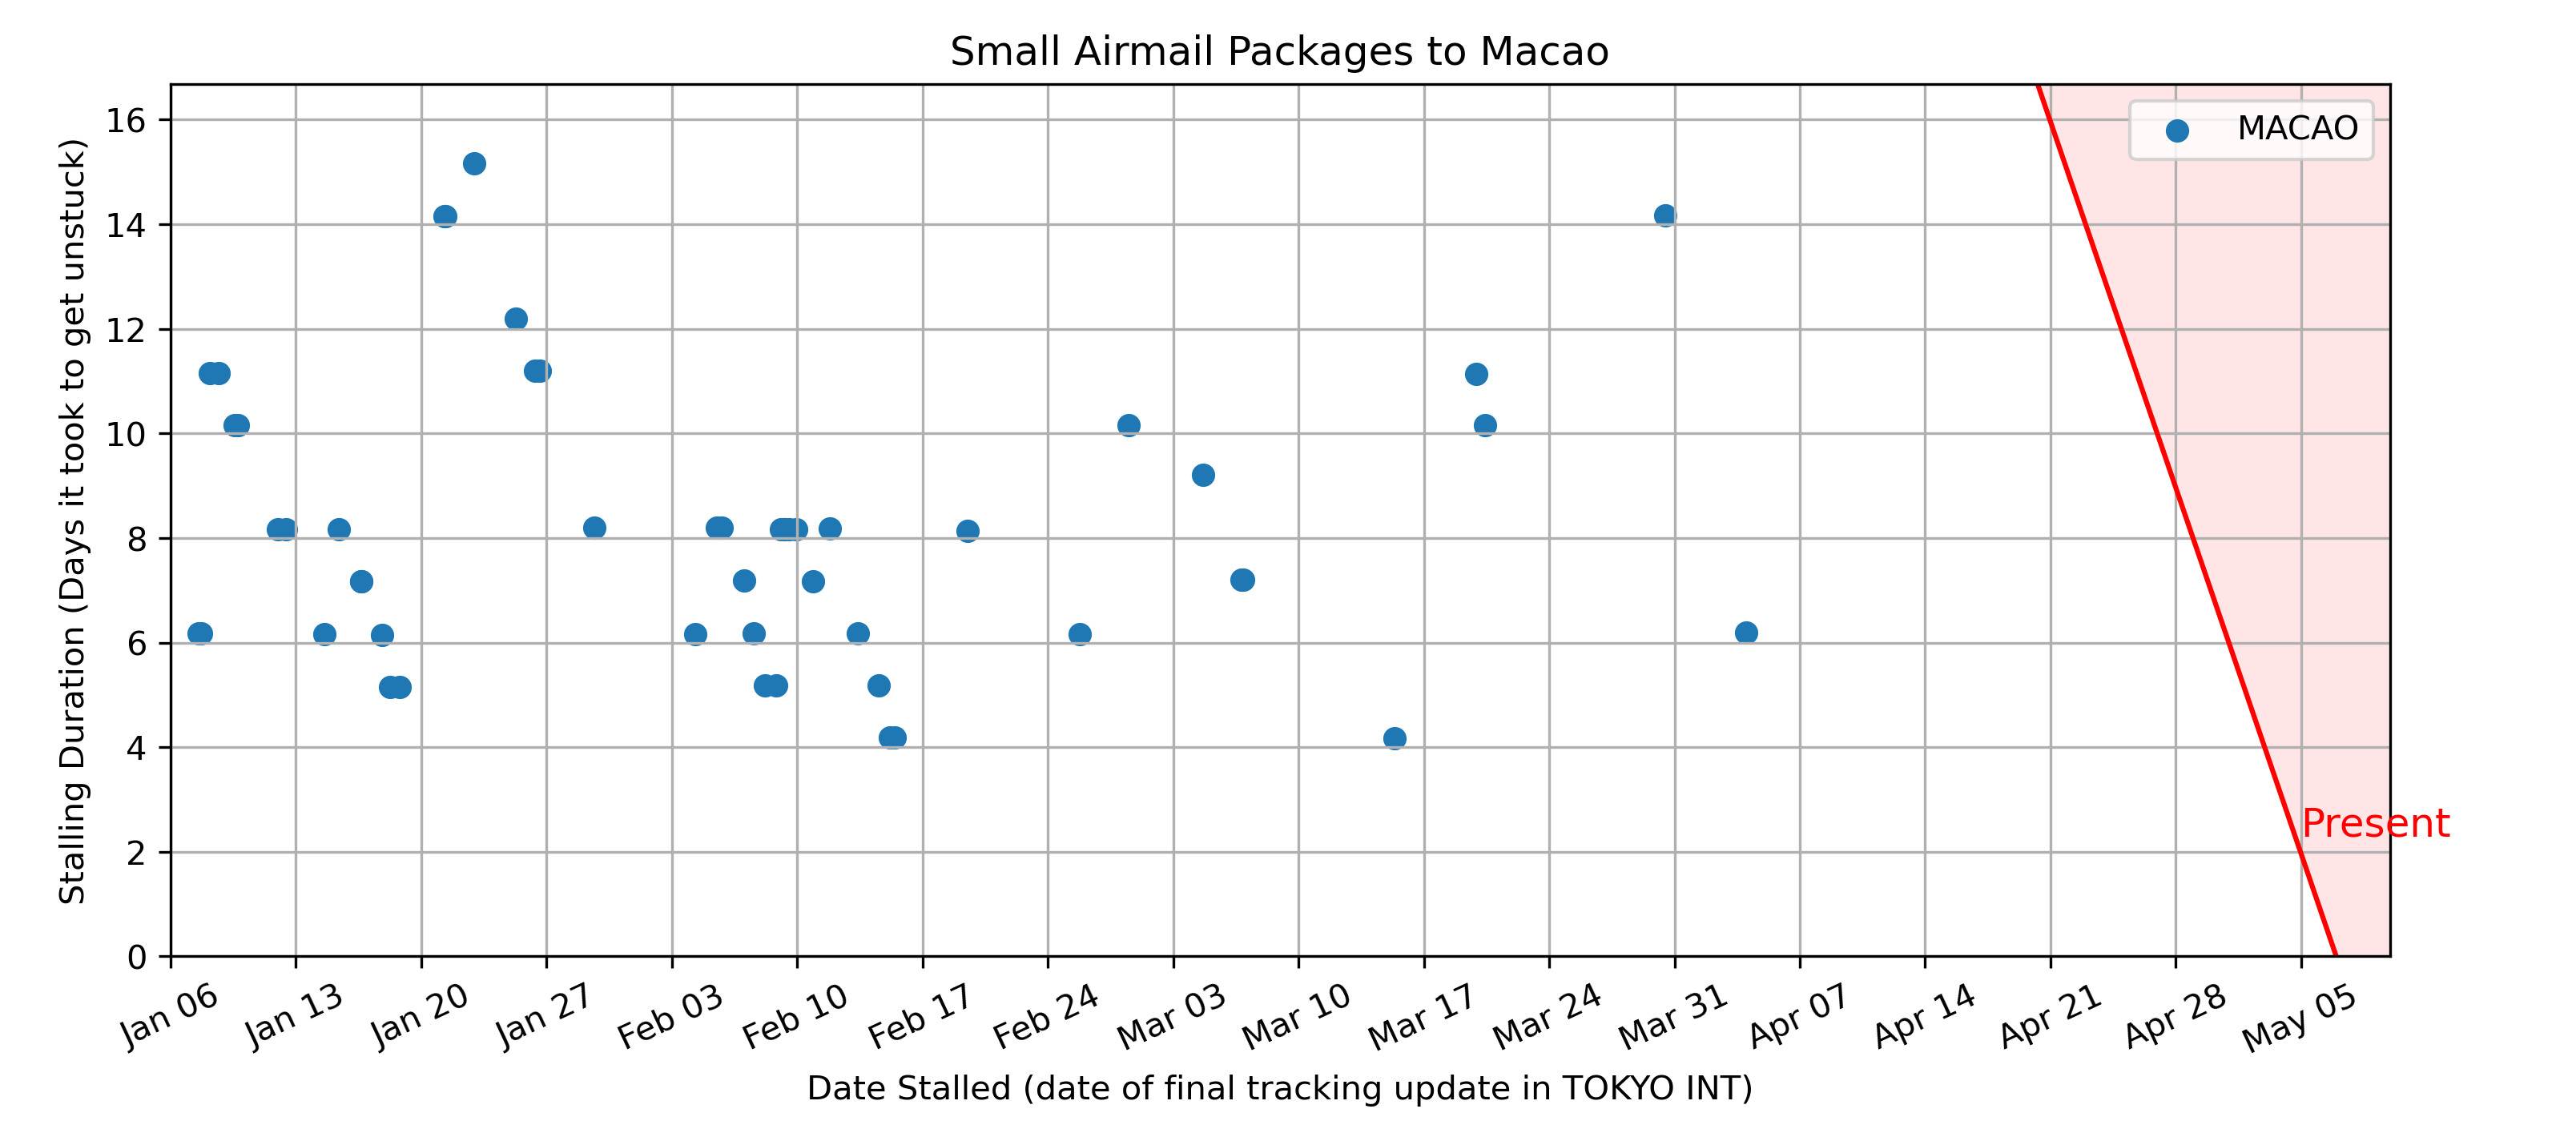 Small Airmail Packages to Macao
Stalling Duration (Days it took to get unstuck)
16
14
12
10
8
6
4
2
0
MACAO
Present
Jan 06
Jan 13
Jan 20
Jan 27
Feb 03
Feb 10
Feb 17
Feb 24
Mar 03
Mar 10
Mar 17
Mar 24
Mar 31
Apr 07
Apr 14
Apr 21
Apr 28
May 05
Date Stalled (date of final tracking update in TOKYO INT)